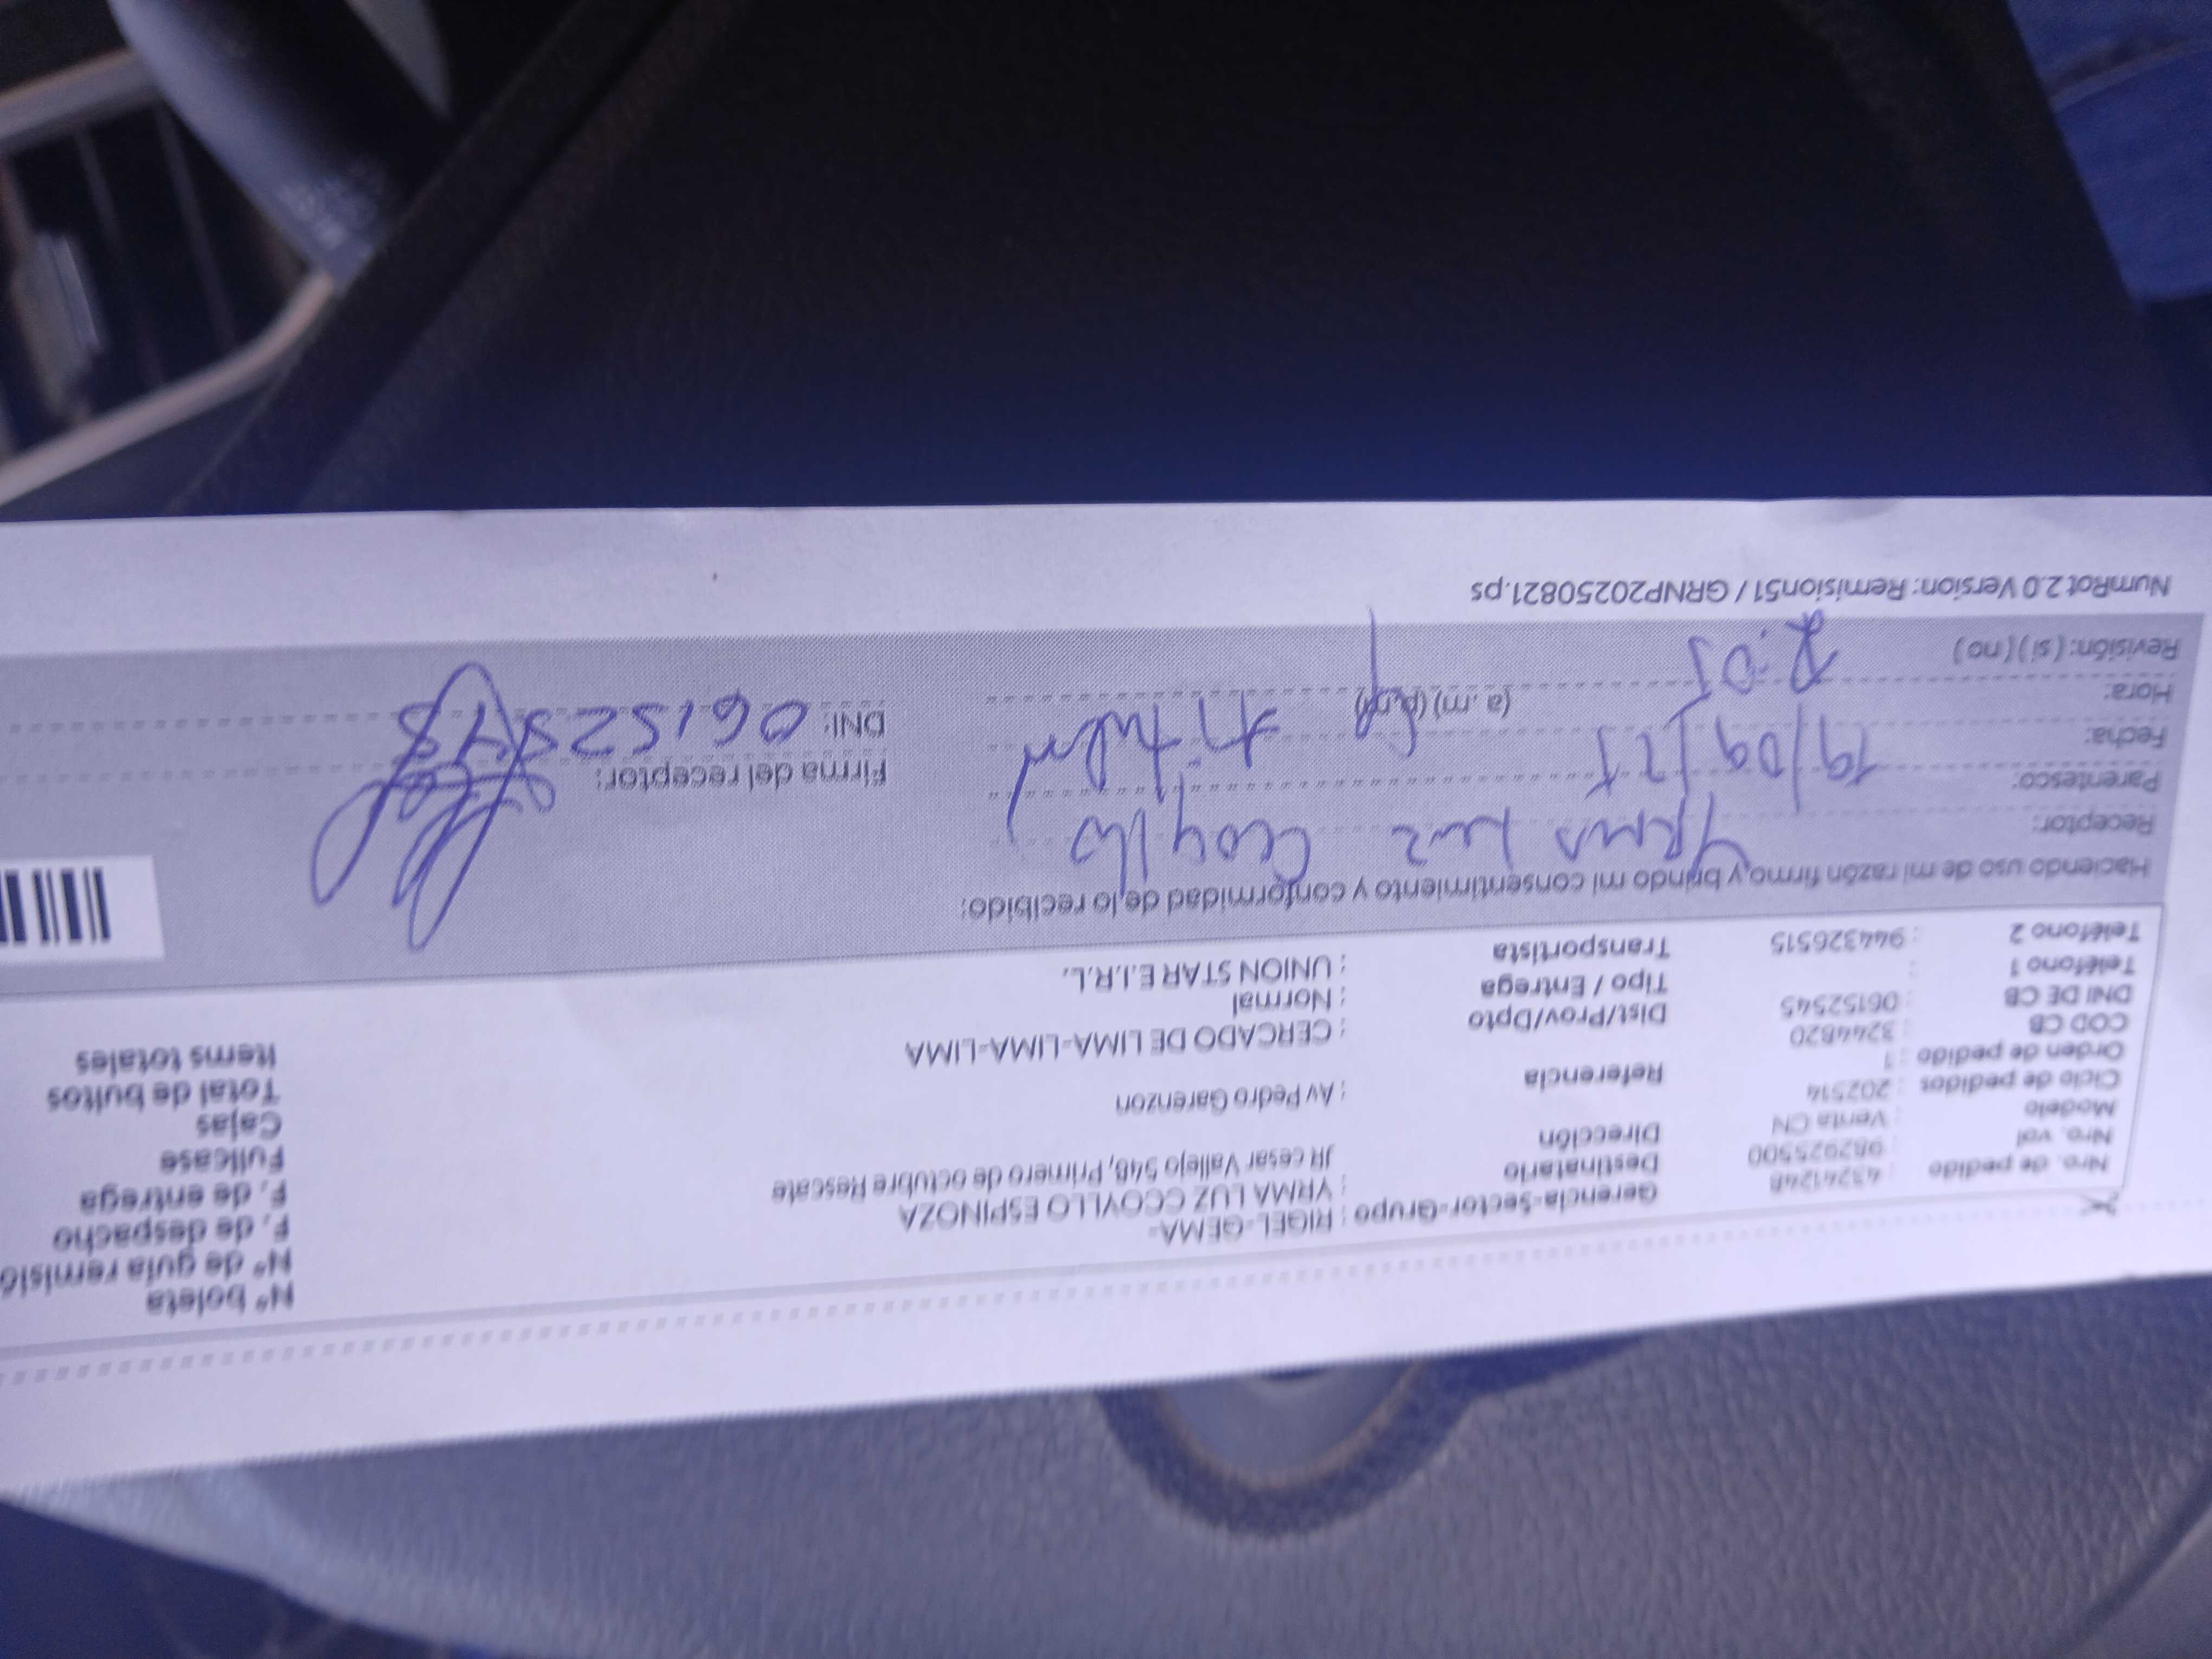 Nº boleta
Nº de guía remisió
F. de despacho
F. de entrega
Fullcase
Cajas
Total de bultos
Items totales
Gerencia-Sector-Grupo : RIGEL-GEMA-
Destinatario : YRMA LUZ CCOYLLO ESPINOZA
Dirección JR cesar Vallejo 548, Primero de octubre Rescate
Referencia : Av Pedro Garenzon
Dist/Prov/Dpto : CERCADO DE LIMA-LIMA-LIMA
Tipo / Entrega : Normal
Transportista : UNION STAR E.I.R.L.
Nro. de pedido : 43241248
Nro. vol : 982925500
Modelo : Venta CN
Ciclo de pedidos : 202514
Orden de pedido : 1
COD CB : 3244820
DNI DE CB : 06152545
Teléfono 1 :
Teléfono 2 : 944326515
Haciendo uso de mi razón firmo y brindo mi consentimiento y conformidad de lo recibido:
Receptor: Yrma Luz Ccoyllo
Parentesco: titular
Fecha: 19/09/25
Hora: (a.m) (p.m)
Revisión: (si) (no)
Firma del receptor:
DNI: 06152545
NumRot 2.0 Version: Remision51 / GRNP20250821.ps